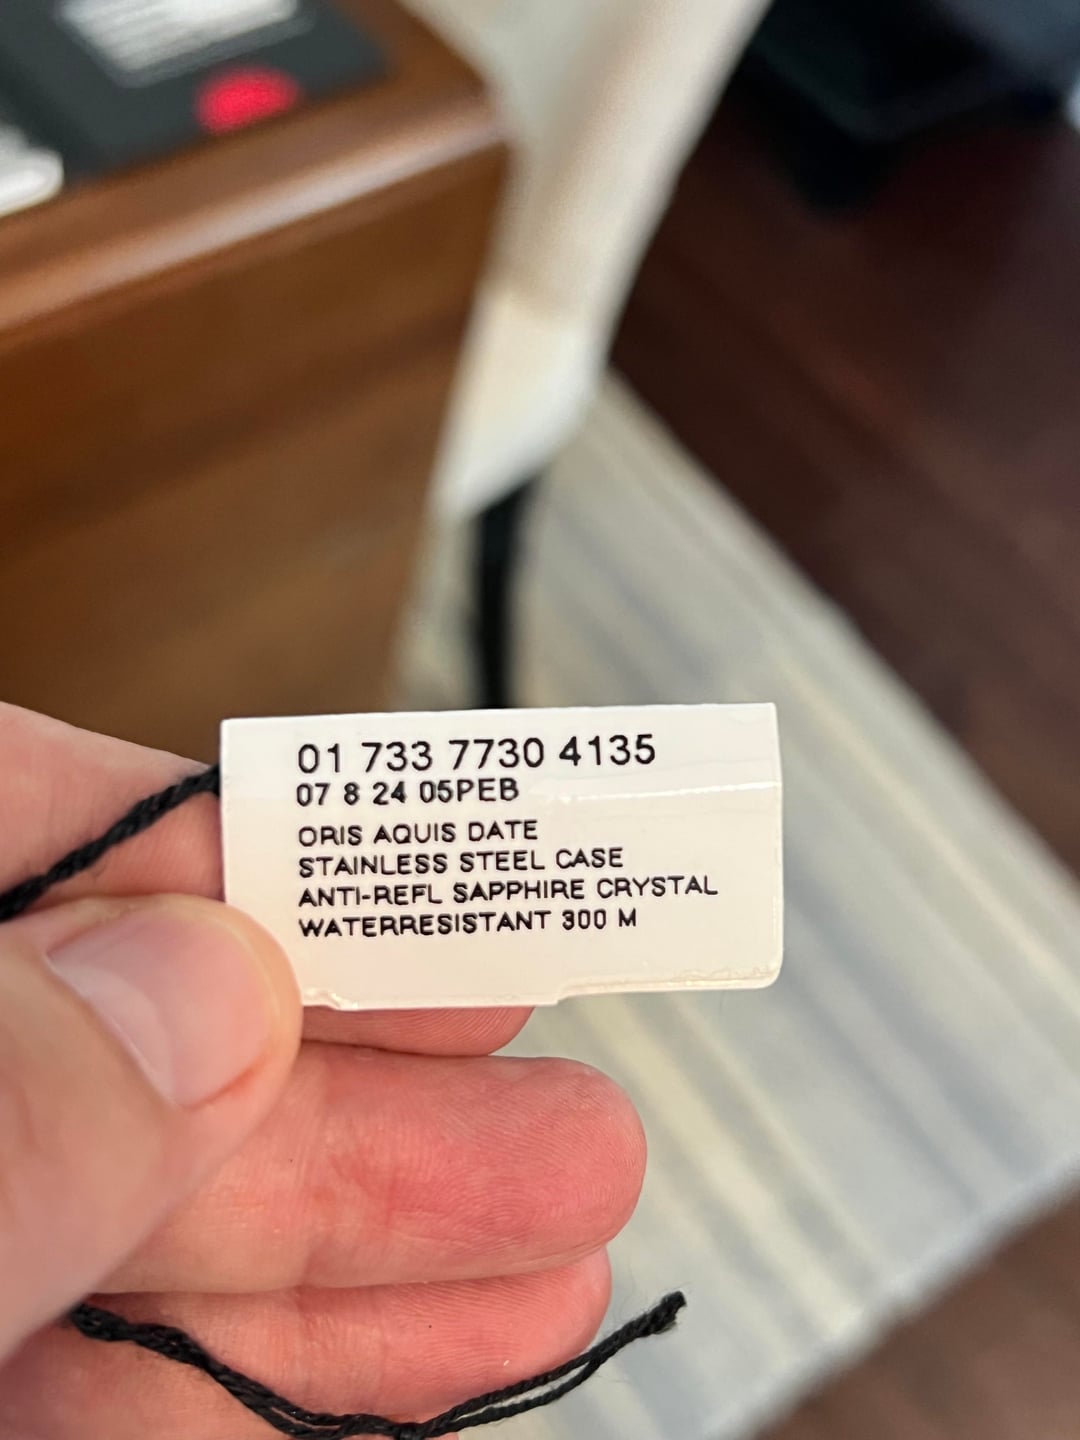 01 733 7730 4135
07 8 24 05PEB
ORIS AQUIS DATE
STAINLESS STEEL CASE
ANTI-REFL SAPPHIRE CRYSTAL
WATERRESISTANT 300 M